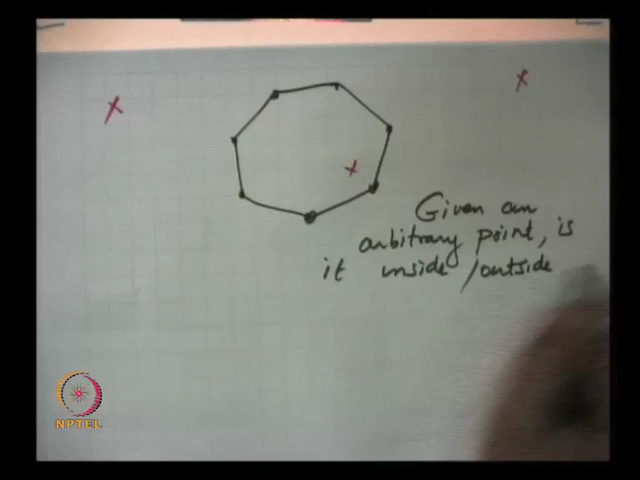 Given an
arbitrary point, is
it inside /outside
NPTEL